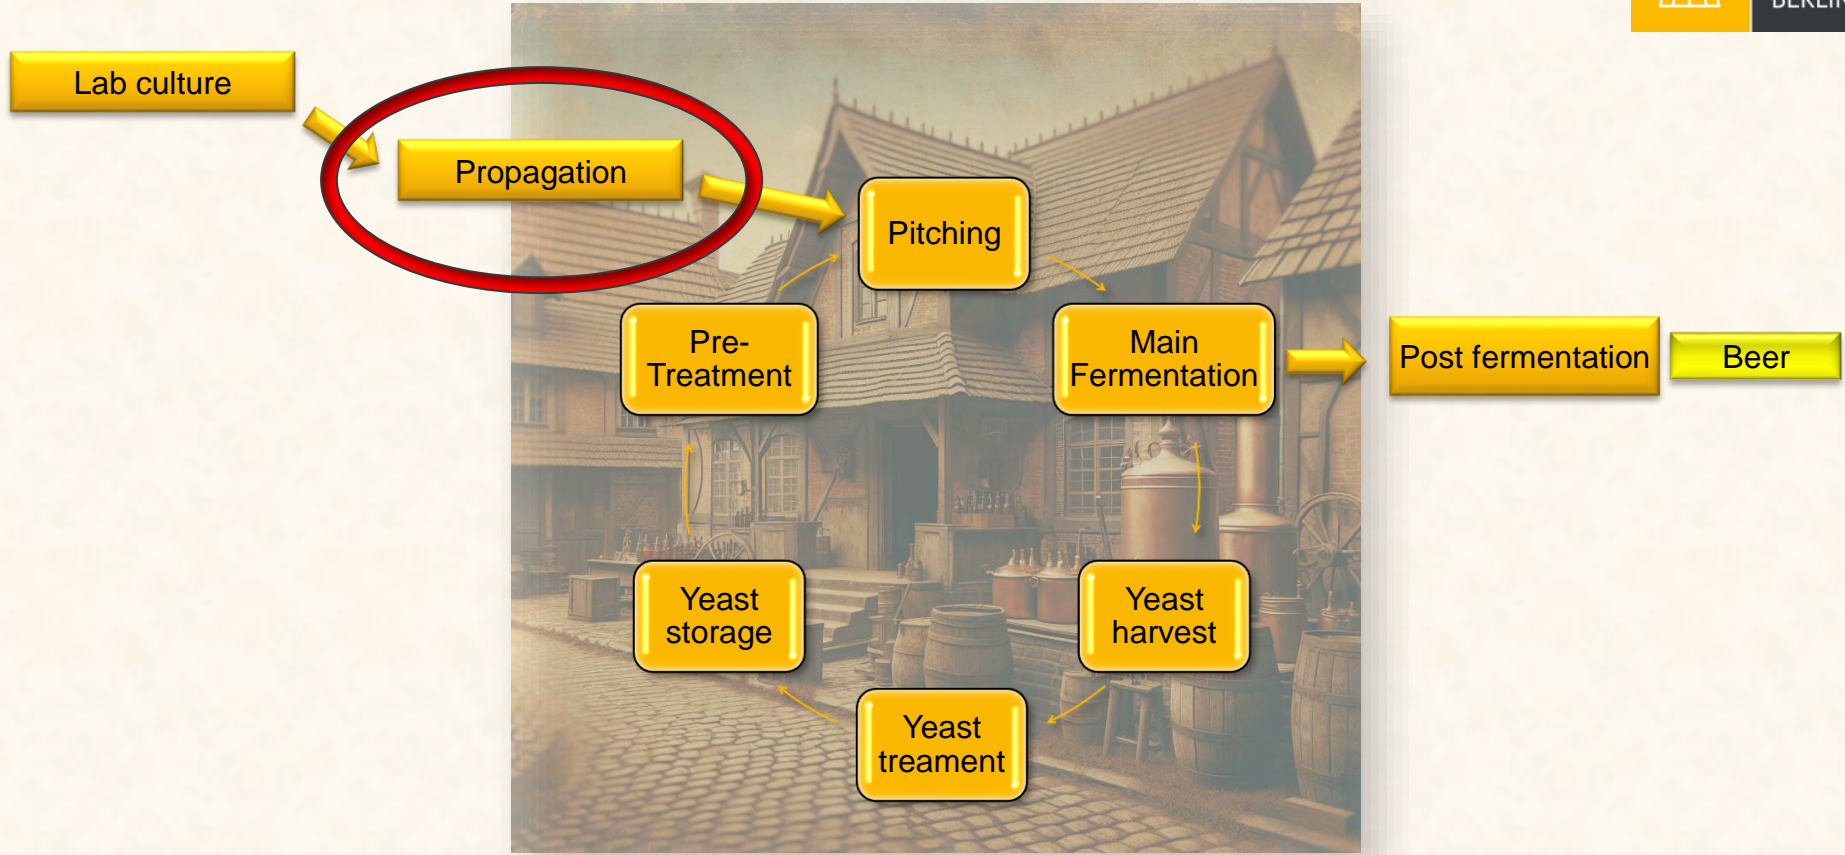 Lab culture
Propagation
Pitching
Pre-
Treatment
Main
Fermentation
Post fermentation
Beer
Yeast
storage
Yeast
harvest
Yeast
treament